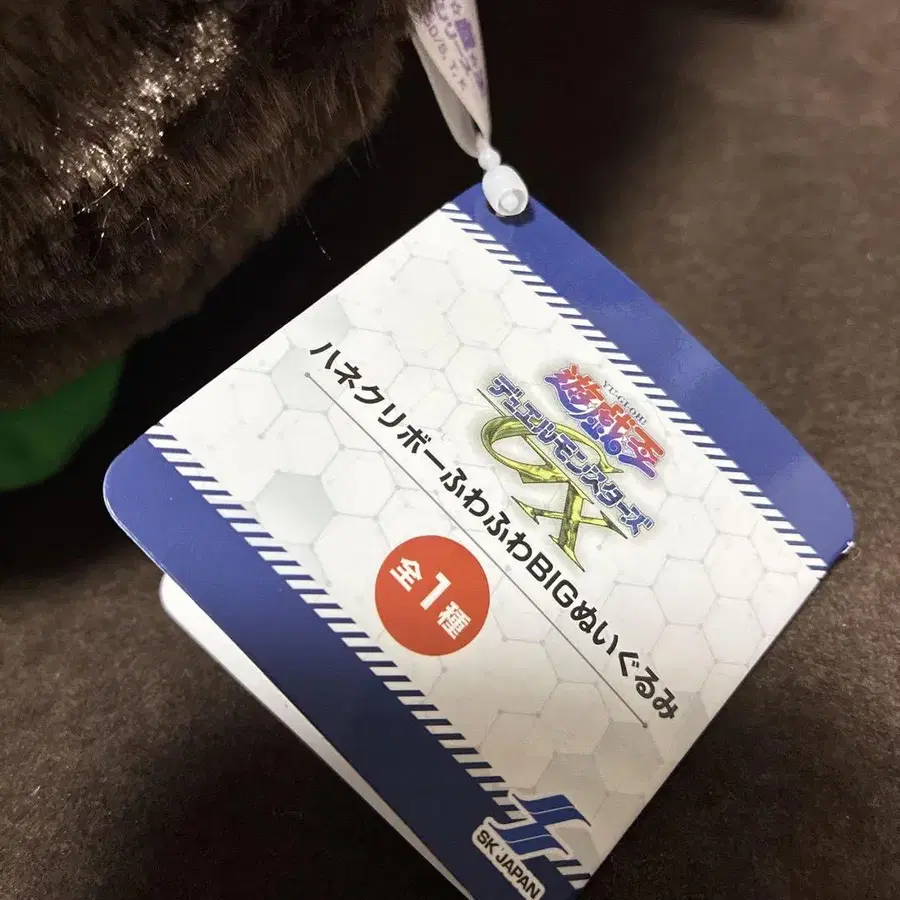 YU-GI-OH!
遊戯王
デュエルモンスターズ
GX
ハネクリボーふわふわBIGぬいぐるみ
全1種
SK JAPAN